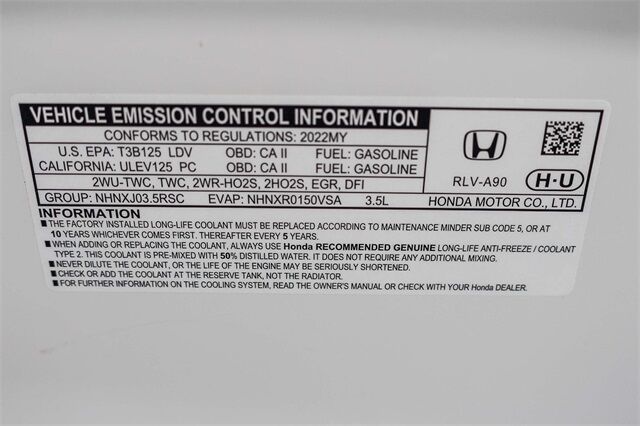 VEHICLE EMISSION CONTROL INFORMATION
CONFORMS TO REGULATIONS: 2022MY
U.S. EPA: T3B125 LDV OBD: CA II FUEL: GASOLINE
CALIFORNIA: ULEV125 PC OBD: CA II FUEL: GASOLINE
2WU-TWC, TWC, 2WR-HO2S, 2HO2S, EGR, DFI
GROUP: NHNXJ03.5RSC EVAP: NHNXR0150VSA 3.5L
RLV-A90 H-U
HONDA MOTOR CO., LTD.
INFORMATION
■ THE FACTORY INSTALLED LONG-LIFE COOLANT MUST BE REPLACED ACCORDING TO MAINTENANCE MINDER SUB CODE 5, OR AT
10 YEARS WHICHEVER COMES FIRST. THEREAFTER EVERY 5 YEARS.
■ WHEN ADDING OR REPLACING THE COOLANT, ALWAYS USE Honda RECOMMENDED GENUINE LONG-LIFE ANTI-FREEZE / COOLANT
TYPE 2. THIS COOLANT IS PRE-MIXED WITH 50% DISTILLED WATER. IT DOES NOT REQUIRE ANY ADDITIONAL MIXING.
■ NEVER DILUTE THE COOLANT, OR THE LIFE OF THE ENGINE MAY BE SERIOUSLY SHORTENED.
■ CHECK OR ADD THE COOLANT AT THE RESERVE TANK, NOT THE RADIATOR.
■ FOR FURTHER INFORMATION ON THE COOLING SYSTEM, READ THE OWNER'S MANUAL OR CHECK WITH YOUR Honda DEALER.